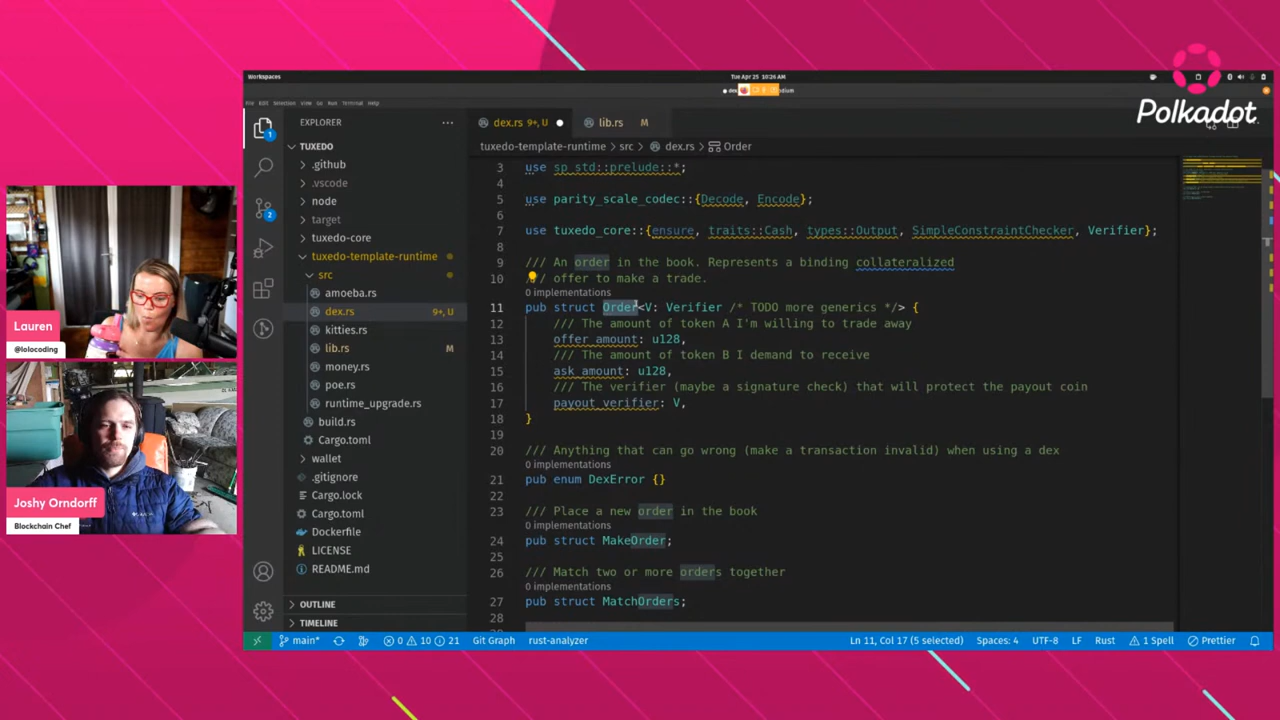 Polkadot
Workspaces
Tue Apr 25 10:26 AM
File Edit Selection View Go Run Terminal Help
EXPLORER
dex.rs 9+, U
lib.rs M
TUXEDO
tuxedo-template-runtime > src > dex.rs > Order
.github
.vscode
node
target
tuxedo-core
tuxedo-template-runtime
src
amoeba.rs
dex.rs 9+, U
kitties.rs
lib.rs M
money.rs
poe.rs
runtime_upgrade.rs
build.rs
Cargo.toml
wallet
.gitignore
Cargo.lock
Cargo.toml
Dockerfile
LICENSE
README.md
OUTLINE
TIMELINE
3 use sp_std::prelude::*;
4
5 use parity_scale_codec::{Decode, Encode};
6
7 use tuxedo_core::{ensure, traits::Cash, types::Output, SimpleConstraintChecker, Verifier};
8
9 /// An order in the book. Represents a binding collateralized
10 /// offer to make a trade.
0 implementations
11 pub struct Order<V: Verifier /* TODO more generics */> {
12 /// The amount of token A I'm willing to trade away
13 offer_amount: u128,
14 /// The amount of token B I demand to receive
15 ask_amount: u128,
16 /// The verifier (maybe a signature check) that will protect the payout coin
17 payout_verifier: V,
18 }
19
20 /// Anything that can go wrong (make a transaction invalid) when using a dex
0 implementations
21 pub enum DexError {}
22
23 /// Place a new order in the book
0 implementations
24 pub struct MakeOrder;
25
26 /// Match two or more orders together
0 implementations
27 pub struct MatchOrders;
28
main* 0 10 21 Git Graph rust-analyzer Ln 11, Col 17 (5 selected) Spaces: 4 UTF-8 LF Rust 1 Spell Prettier
Lauren
@lolocoding
Joshy Orndorff
Blockchain Chef